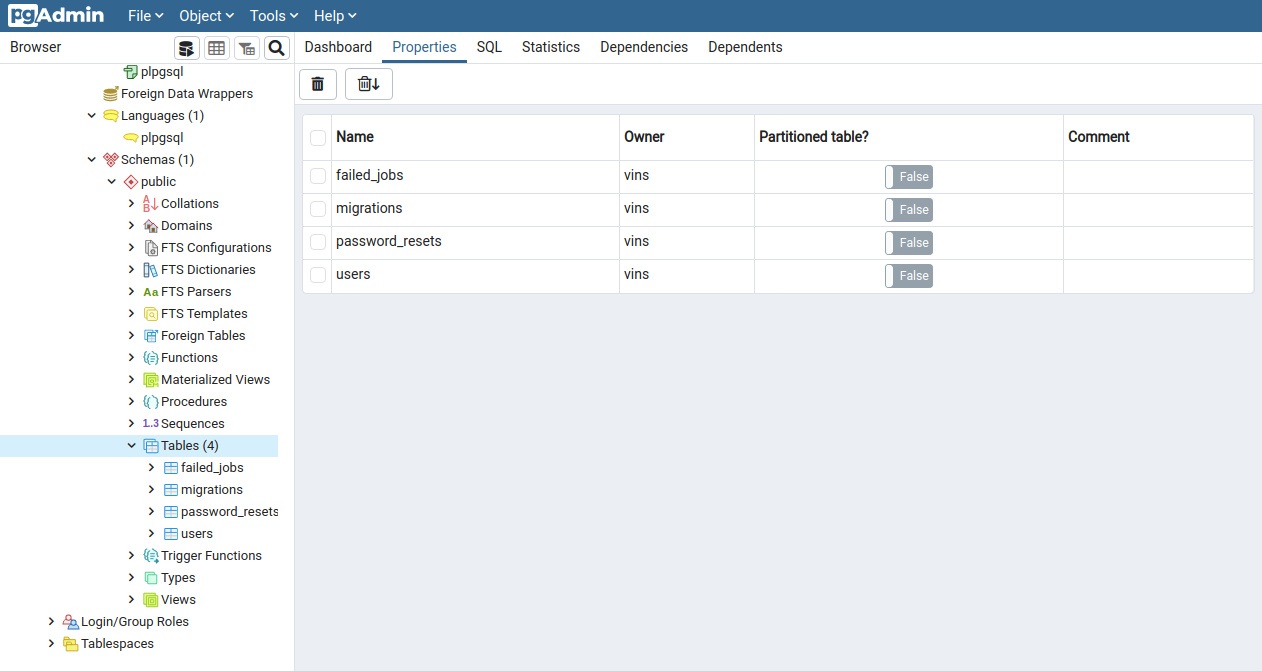 pgAdmin File Object Tools Help
Browser
Dashboard Properties SQL Statistics Dependencies Dependents
plpgsql
Foreign Data Wrappers
Languages (1)
plpgsql
Schemas (1)
public
Collations
Domains
FTS Configurations
FTS Dictionaries
Aa FTS Parsers
FTS Templates
Foreign Tables
Functions
Materialized Views
Procedures
1..3 Sequences
Tables (4)
failed_jobs
migrations
password_resets
users
Trigger Functions
Types
Views
Login/Group Roles
Tablespaces
Name Owner Partitioned table? Comment
failed_jobs vins False
migrations vins False
password_resets vins False
users vins False